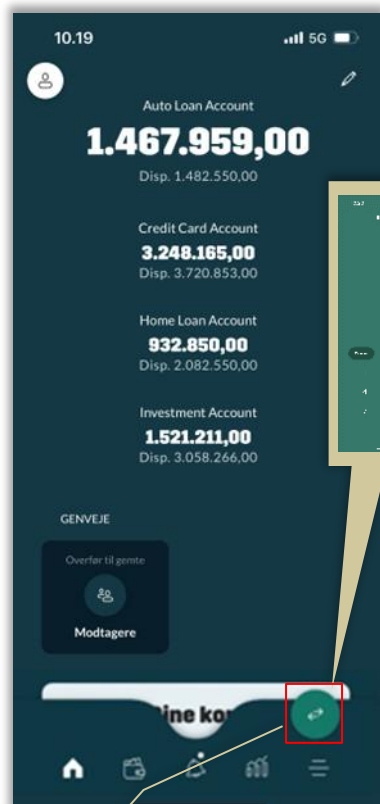 10.19
5G
Auto Loan Account
1.467.959,00
Disp. 1.482.550,00
Credit Card Account
3.248.165,00
Disp. 3.720.853,00
Home Loan Account
932.850,00
Disp. 2.082.550,00
Investment Account
1.521.211,00
Disp. 3.058.266,00
GENVEJE
Overfør til gemte
Modtagere